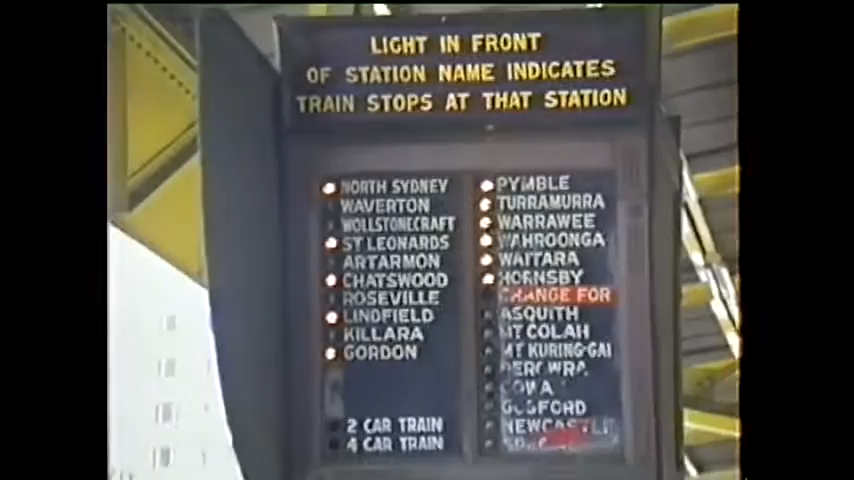 LIGHT IN FRONT
OF STATION NAME INDICATES
TRAIN STOPS AT THAT STATION
NORTH SYDNEY
WAVERTON
WOLLSTONECRAFT
ST LEONARDS
ARTARMON
CHATSWOOD
ROSEVILLE
LINDFIELD
KILLARA
GORDON
2 CAR TRAIN
4 CAR TRAIN
PYMBLE
TURRAMURRA
WARRAWEE
WAHROONGA
WAITARA
HORNSBY
CHANGE FOR
ASQUITH
MT COLAH
MT KURING-GAI
BEROWRA
COWAN
GOSFORD
NEWCASTLE